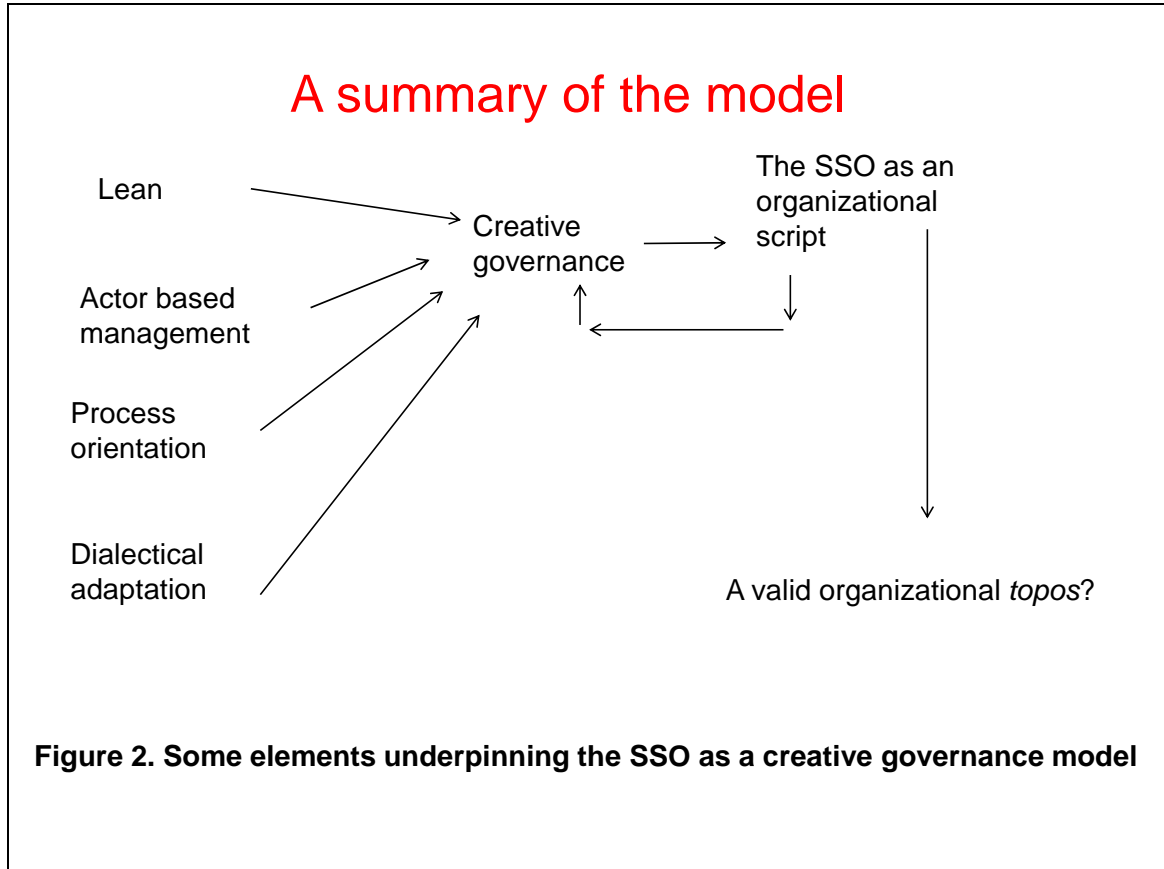 A summary of the model
Lean
The SSO as an
organizational
script
Creative
governance
Actor based
management
Process
orientation
Dialectical
adaptation
A valid organizational topos?
Figure 2. Some elements underpinning the SSO as a creative governance model